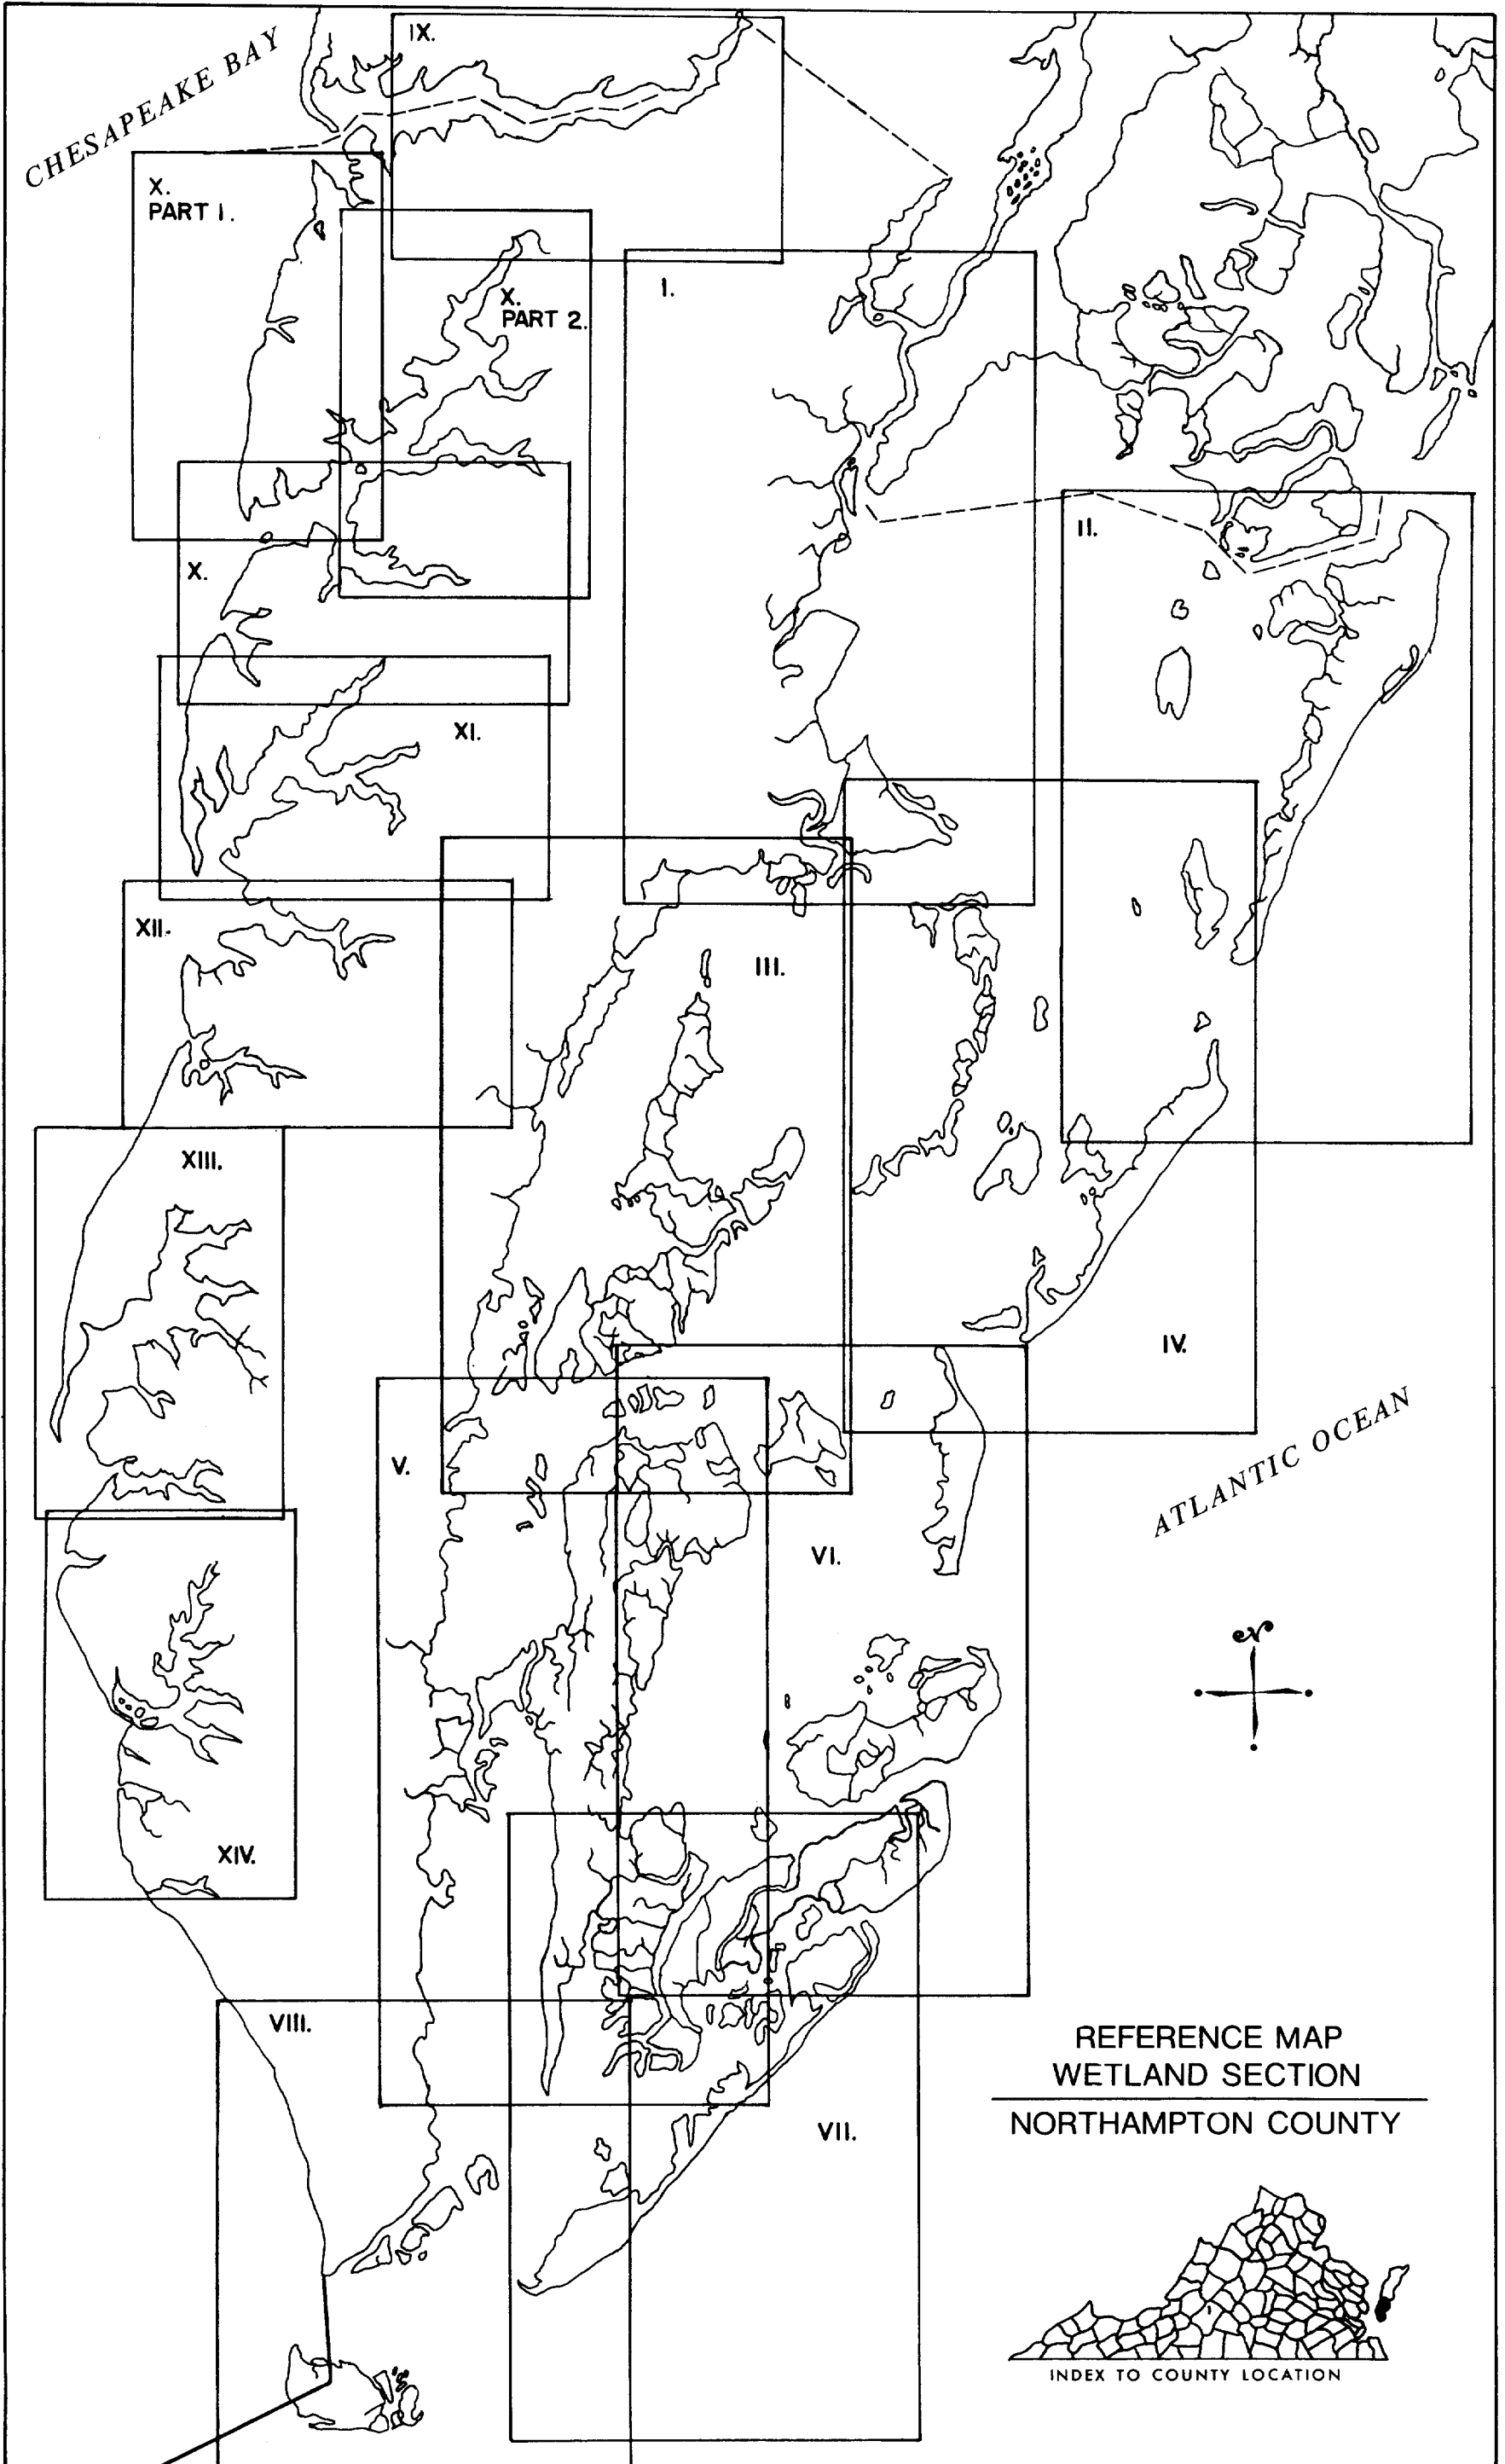 CHESAPEAKE BAY
IX.
X.
PART 1.
X.
PART 2.
I.
II.
X.
XI.
XII.
III.
XIII.
IV.
V.
ATLANTIC OCEAN
VI.
N
XIV.
VIII.
REFERENCE MAP
WETLAND SECTION
NORTHAMPTON COUNTY
VII.
INDEX TO COUNTY LOCATION